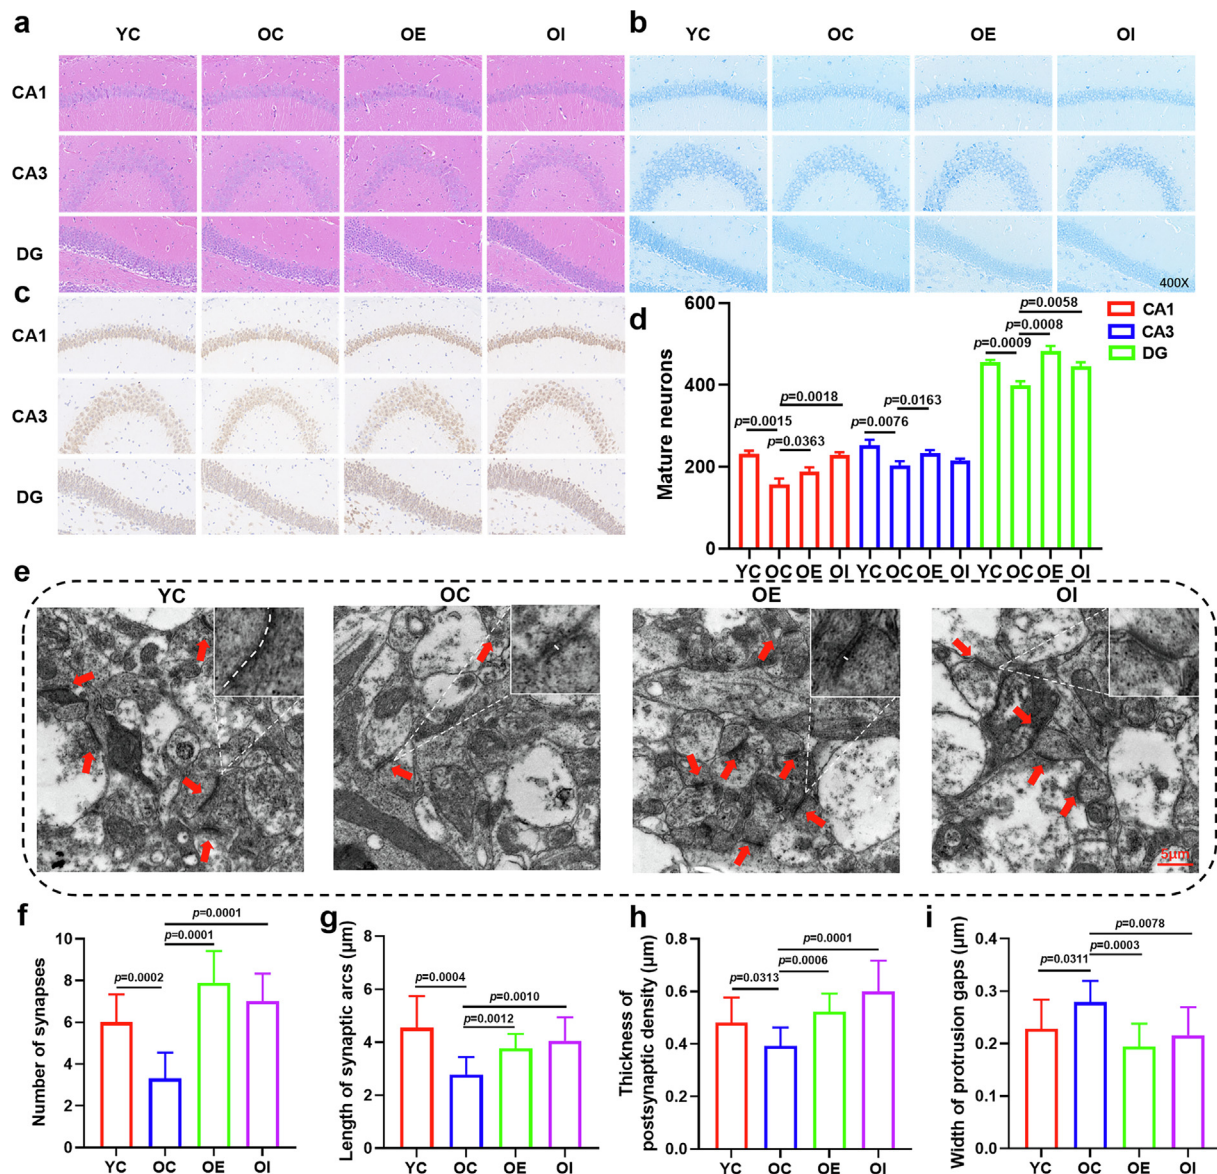 a
YC OC OE OI
CA1
CA3
DG
b
YC OC OE OI
400X
c
CA1
CA3
DG
d
Mature neurons
600
400
200
0
p=0.0015
p=0.0018
p=0.0363
p=0.0076
p=0.0163
p=0.0009
p=0.0008
p=0.0058
CA1
CA3
DG
YC OC OE OI YC OC OE OI YC OC OE OI
e
YC OC OE OI
5μm
f
Number of synapses
10
8
6
4
2
0
p=0.0001
p=0.0001
p=0.0002
YC OC OE OI
g
Length of synaptic arcs (μm)
8
6
4
2
0
p=0.0004
p=0.0010
p=0.0012
YC OC OE OI
h
Thickness of
postsynaptic density (μm)
0.8
0.6
0.4
0.2
0.0
p=0.0001
p=0.0006
p=0.0313
YC OC OE OI
i
Width of protrusion gaps (μm)
0.4
0.3
0.2
0.1
0.0
p=0.0078
p=0.0311
p=0.0003
YC OC OE OI